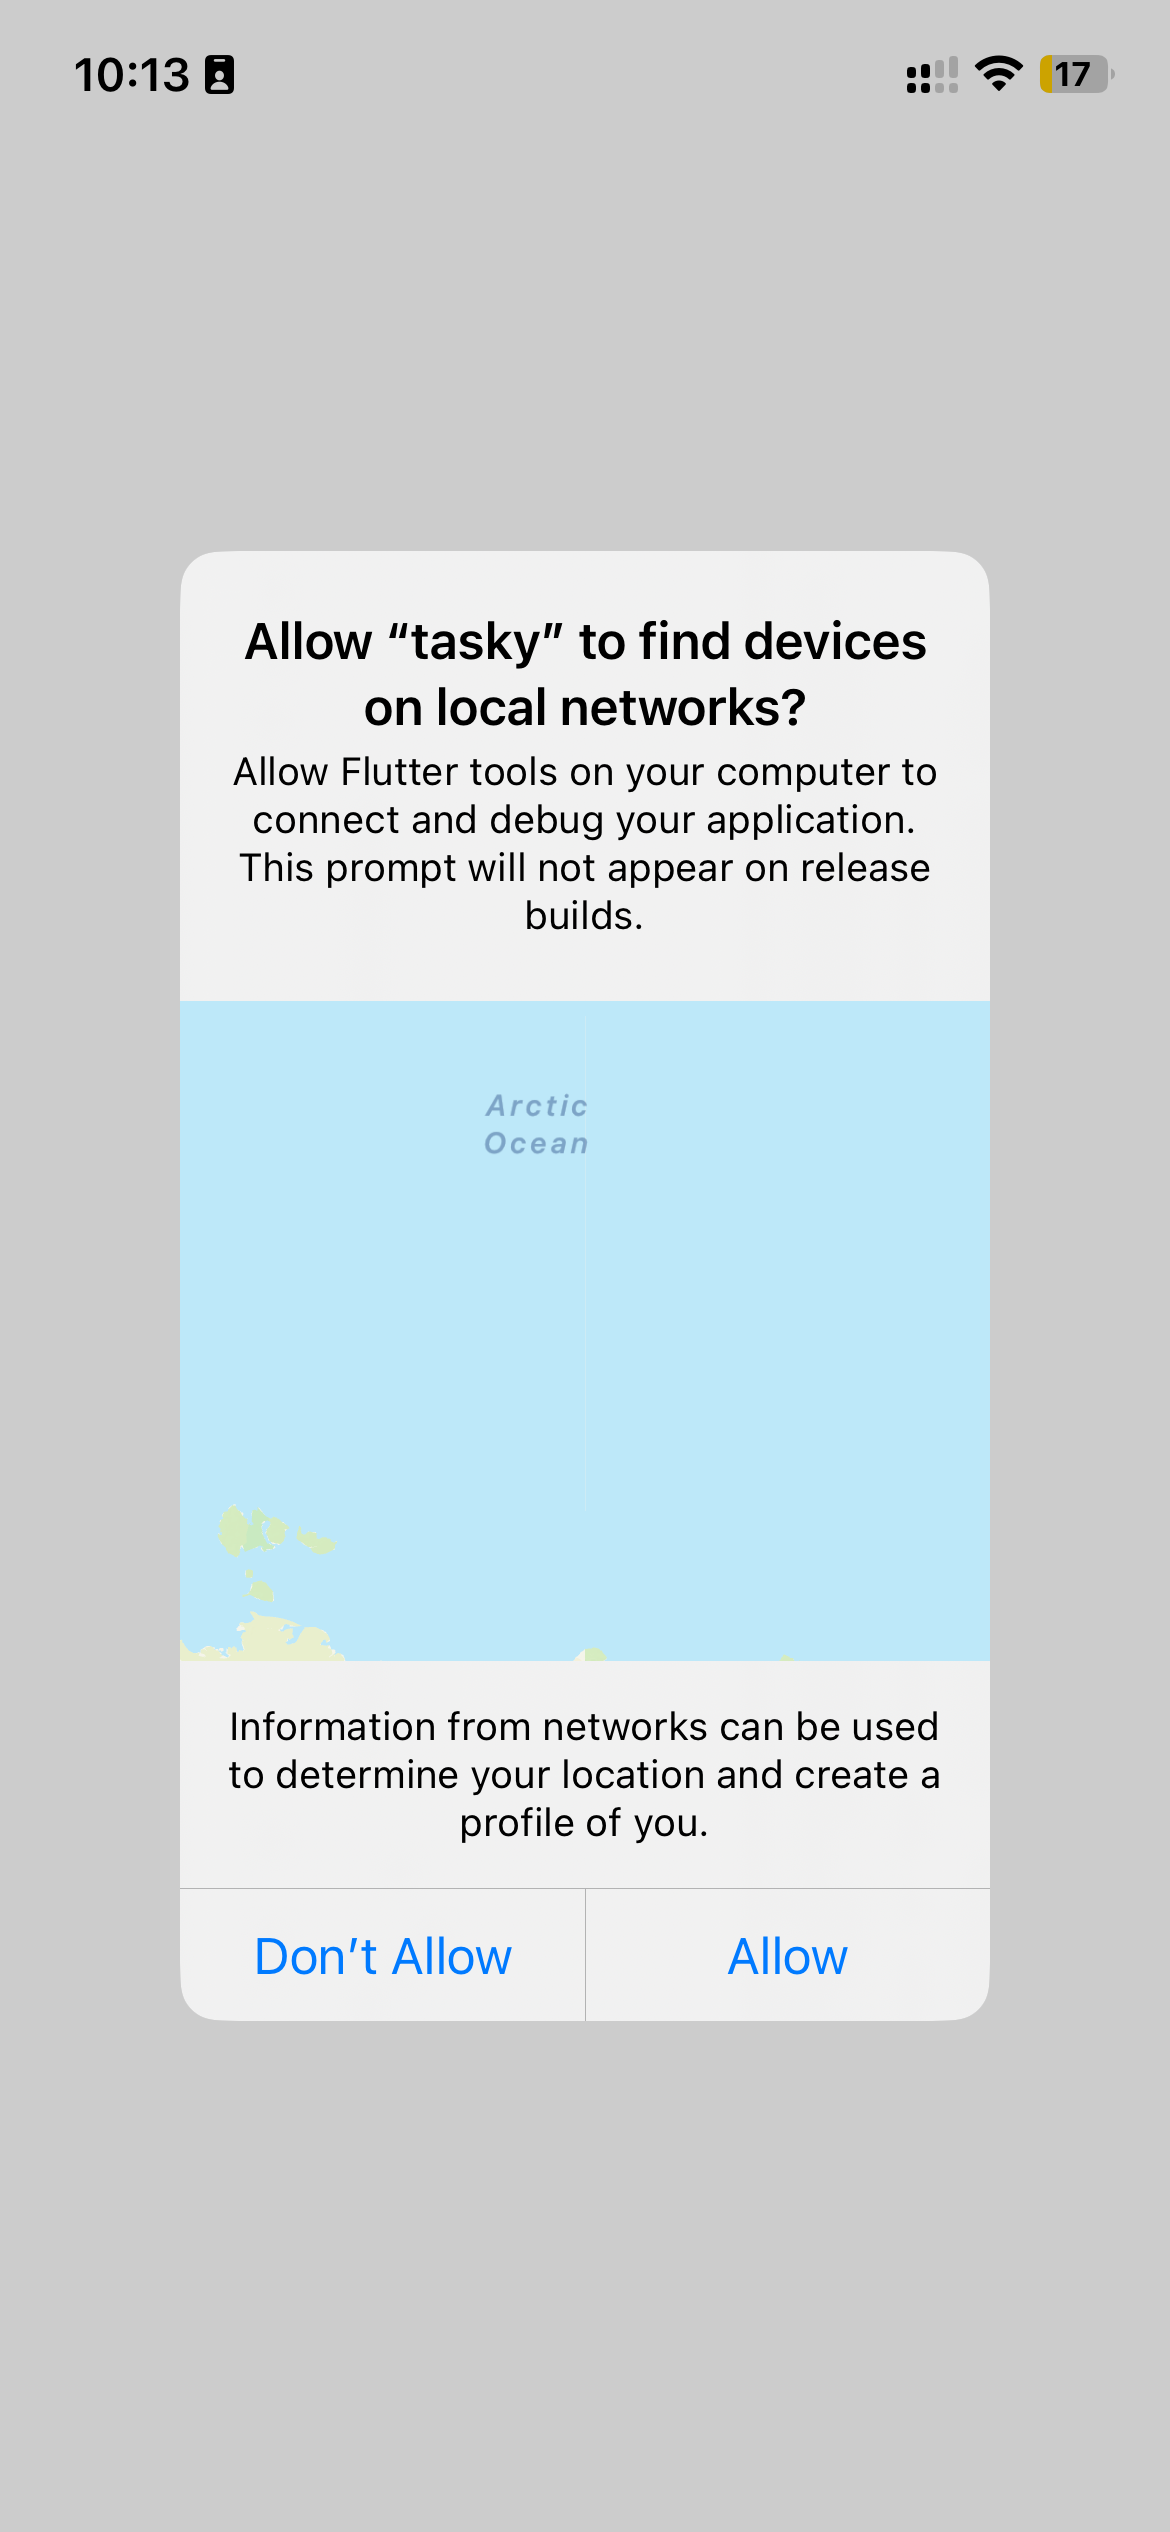 10:13
17
Allow “tasky” to find devices
on local networks?
Allow Flutter tools on your computer to
connect and debug your application.
This prompt will not appear on release
builds.
Arctic
Ocean
Information from networks can be used
to determine your location and create a
profile of you.
Don’t Allow
Allow